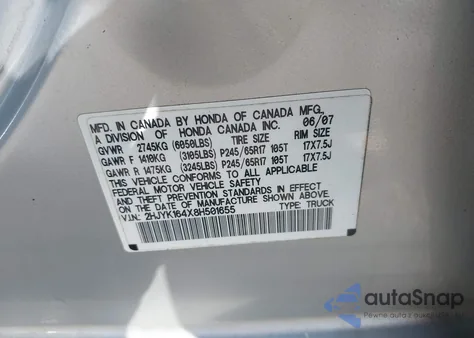 MFD. IN CANADA BY HONDA OF CANADA MFG.
A DIVISION OF HONDA CANADA INC. 06/07
GVWR 2745KG (6050LBS) TIRE SIZE RIM SIZE
GAWR F 1410KG (3105LBS) P245/65R17 105T 17X7.5J
GAWR R 1475KG (3245LBS) P245/65R17 105T 17X7.5J
THIS VEHICLE CONFORMS TO ALL APPLICABLE
FEDERAL MOTOR VEHICLE SAFETY
AND THEFT PREVENTION STANDARDS IN EFFECT
ON THE DATE OF MANUFACTURE SHOWN ABOVE.
V.I.N: 2HJYK164X8H501655
TYPE: TRUCK
autoSnap
Pewne auta z